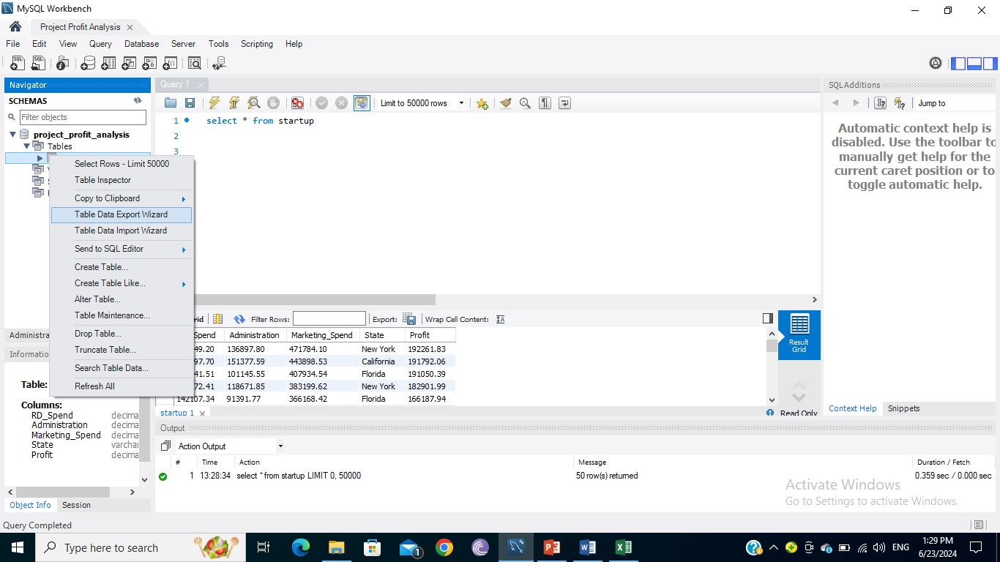 MySQL Workbench
Project Profit Analysis
File Edit View Query Database Server Tools Scripting Help
Navigator
SCHEMAS
Filter objects
project_profit_analysis
Tables
Select Rows - Limit 50000
Table Inspector
Copy to Clipboard
Table Data Export Wizard
Table Data Import Wizard
Send to SQL Editor
Create Table...
Create Table Like...
Alter Table...
Table Maintenance...
Drop Table...
Truncate Table...
Search Table Data...
Refresh All
Administra
Informatio
Table:
Columns:
RD_Spend decima
Administration decima
Marketing_Spend decima
State varcha
Profit decima
Object Info Session
Query 1
Limit to 50000 rows
1 select * from startup
2
3
rid Filter Rows: Export: Wrap Cell Content:
Spend Administration Marketing_Spend State Profit
49.20 136897.80 471784.10 New York 192261.83
97.70 151377.59 443898.53 California 191792.06
41.51 101145.55 407934.54 Florida 191050.39
72.41 118671.85 383199.62 New York 182901.99
142107.34 91391.77 366168.42 Florida 166187.94
Result
Grid
startup 1
Read Only
SQLAdditions
Jump to
Automatic context help is
disabled. Use the toolbar to
manually get help for the
current caret position or to
toggle automatic help.
Context Help Snippets
Output
Action Output
# Time Action Message Duration / Fetch
1 13:28:34 select * from startup LIMIT 0, 50000 50 row(s) returned 0.359 sec / 0.000 sec
Activate Windows
Go to Settings to activate Windows.
Query Completed
Type here to search
1
ENG
1:29 PM
6/23/2024